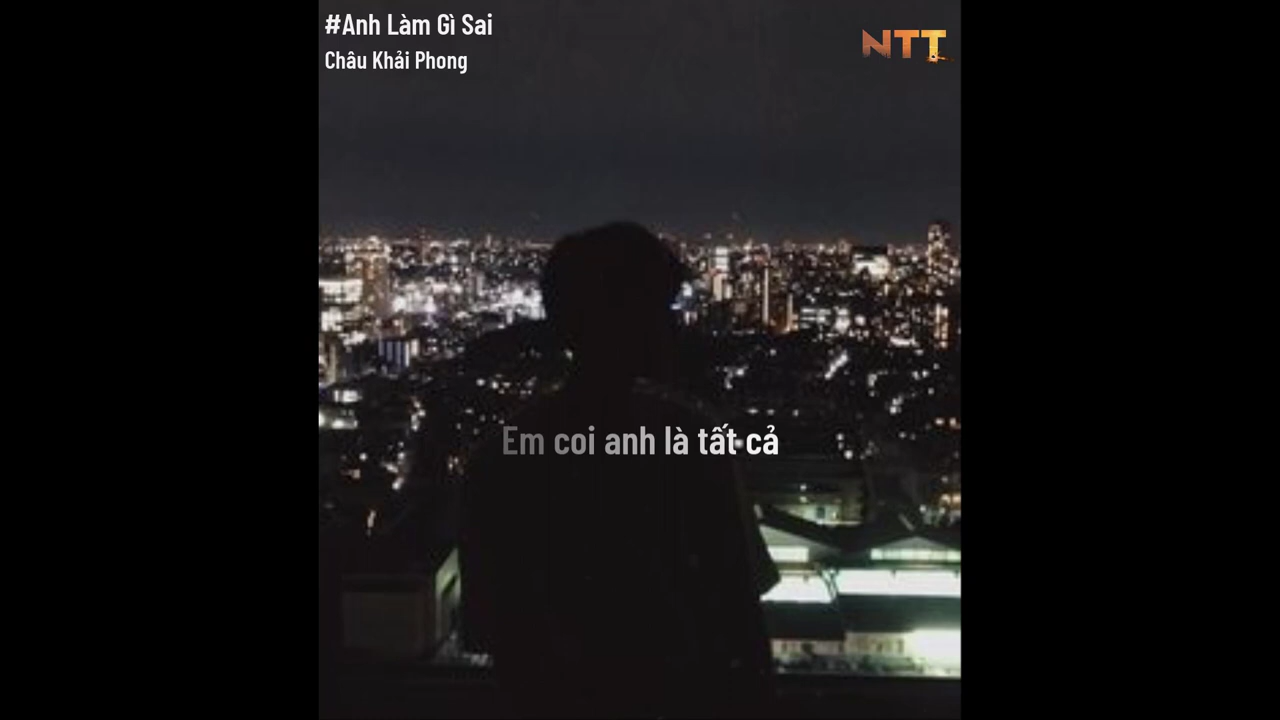 #Anh Làm Gì Sai
Châu Khải Phong
NTT
Em coi anh là tất cả